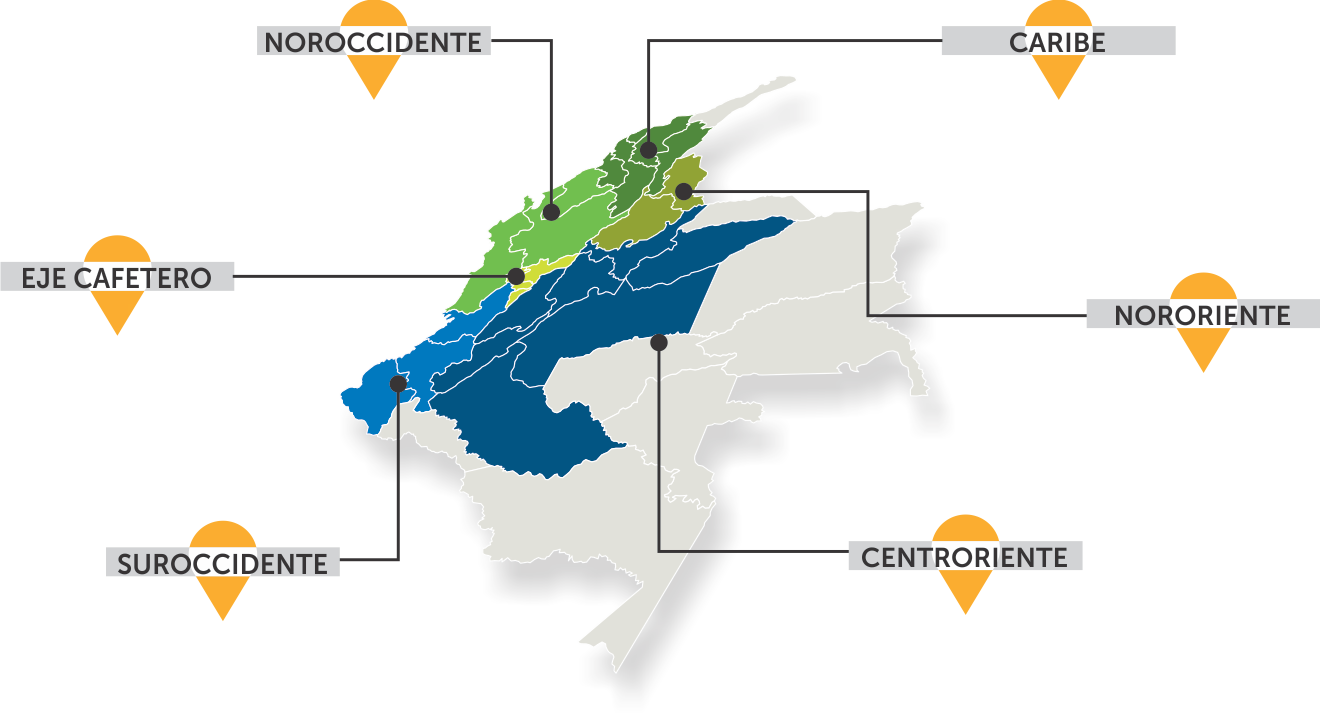 NOROCCIDENTE
CARIBE
EJE CAFETERO
NORORIENTE
SUROCCIDENTE
CENTRORIENTE